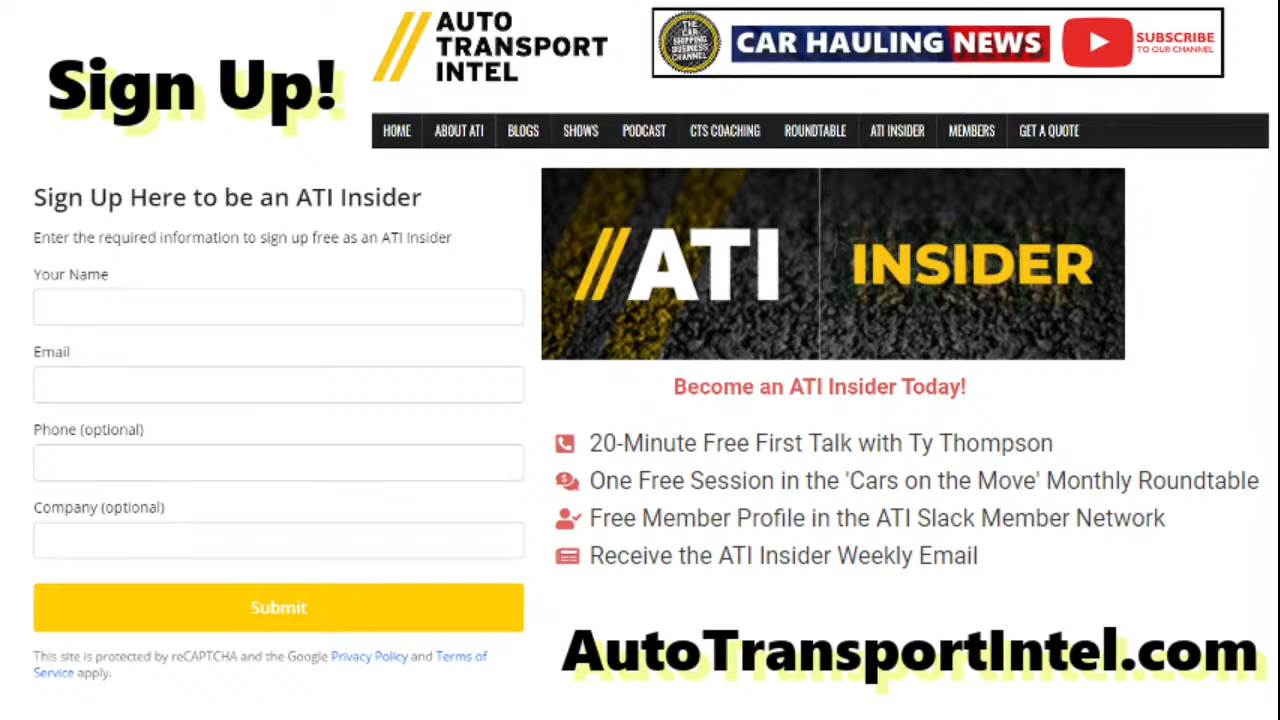 Sign Up!
AUTO
TRANSPORT
INTEL
THE
CAR
SHIPPING
BUSINESS
CHANNEL
CAR HAULING NEWS
SUBSCRIBE
TO OUR CHANNEL
HOME ABOUT ATI BLOGS SHOWS PODCAST CTS COACHING ROUNDTABLE ATI INSIDER MEMBERS GET A QUOTE
Sign Up Here to be an ATI Insider
Enter the required information to sign up free as an ATI Insider
Your Name
Email
Phone (optional)
Company (optional)
Submit
This site is protected by reCAPTCHA and the Google Privacy Policy and Terms of
Service apply.
//ATI INSIDER
Become an ATI Insider Today!
20-Minute Free First Talk with Ty Thompson
One Free Session in the 'Cars on the Move' Monthly Roundtable
Free Member Profile in the ATI Slack Member Network
Receive the ATI Insider Weekly Email
AutoTransportIntel.com